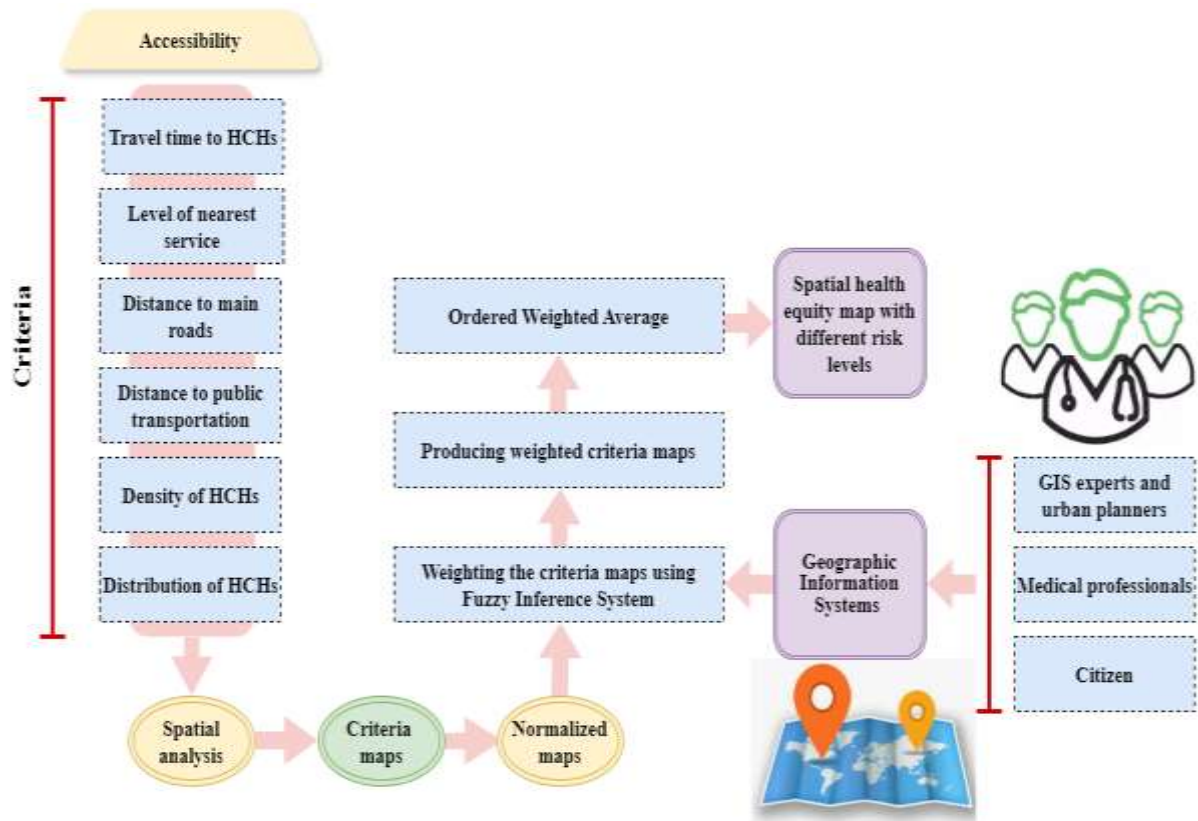 Accessibility
Criteria
Travel time to HCHs
Level of nearest
service
Distance to main
roads
Distance to public
transportation
Density of HCHs
Distribution of HCHs
Spatial
analysis
Criteria
maps
Normalized
maps
Weighting the criteria maps using
Fuzzy Inference System
Producing weighted criteria maps
Ordered Weighted Average
Spatial health
equity map with
different risk
levels
Geographic
Information
Systems
GIS experts and
urban planners
Medical professionals
Citizen